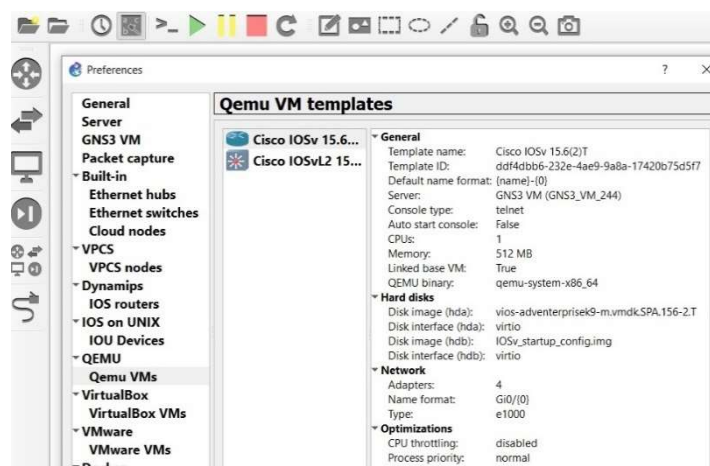 Preferences
?
General
Server
GNS3 VM
Packet capture
Built-in
Ethernet hubs
Ethernet switches
Cloud nodes
VPCS
VPCS nodes
Dynamips
IOS routers
IOS on UNIX
IOU Devices
QEMU
Qemu VMs
VirtualBox
VirtualBox VMs
VMware
VMware VMs
Qemu VM templates
Cisco IOSv 15.6...
Cisco IOSvL2 15...
General
Template name: Cisco IOSv 15.6(2)T
Template ID: ddf4dbb6-232e-4ae9-9a8a-17420b75d5f7
Default name format: {name}-{0}
Server: GNS3 VM (GNS3_VM_244)
Console type: telnet
Auto start console: False
CPUs: 1
Memory: 512 MB
Linked base VM: True
QEMU binary: qemu-system-x86_64
Hard disks
Disk image (hda): vios-adventerprisek9-m.vmdk.SPA.156-2.T
Disk interface (hda): virtio
Disk image (hdb): IOSv_startup_config.img
Disk interface (hdb): virtio
Network
Adapters: 4
Name format: Gi0/{0}
Type: e1000
Optimizations
CPU throttling: disabled
Process priority: normal